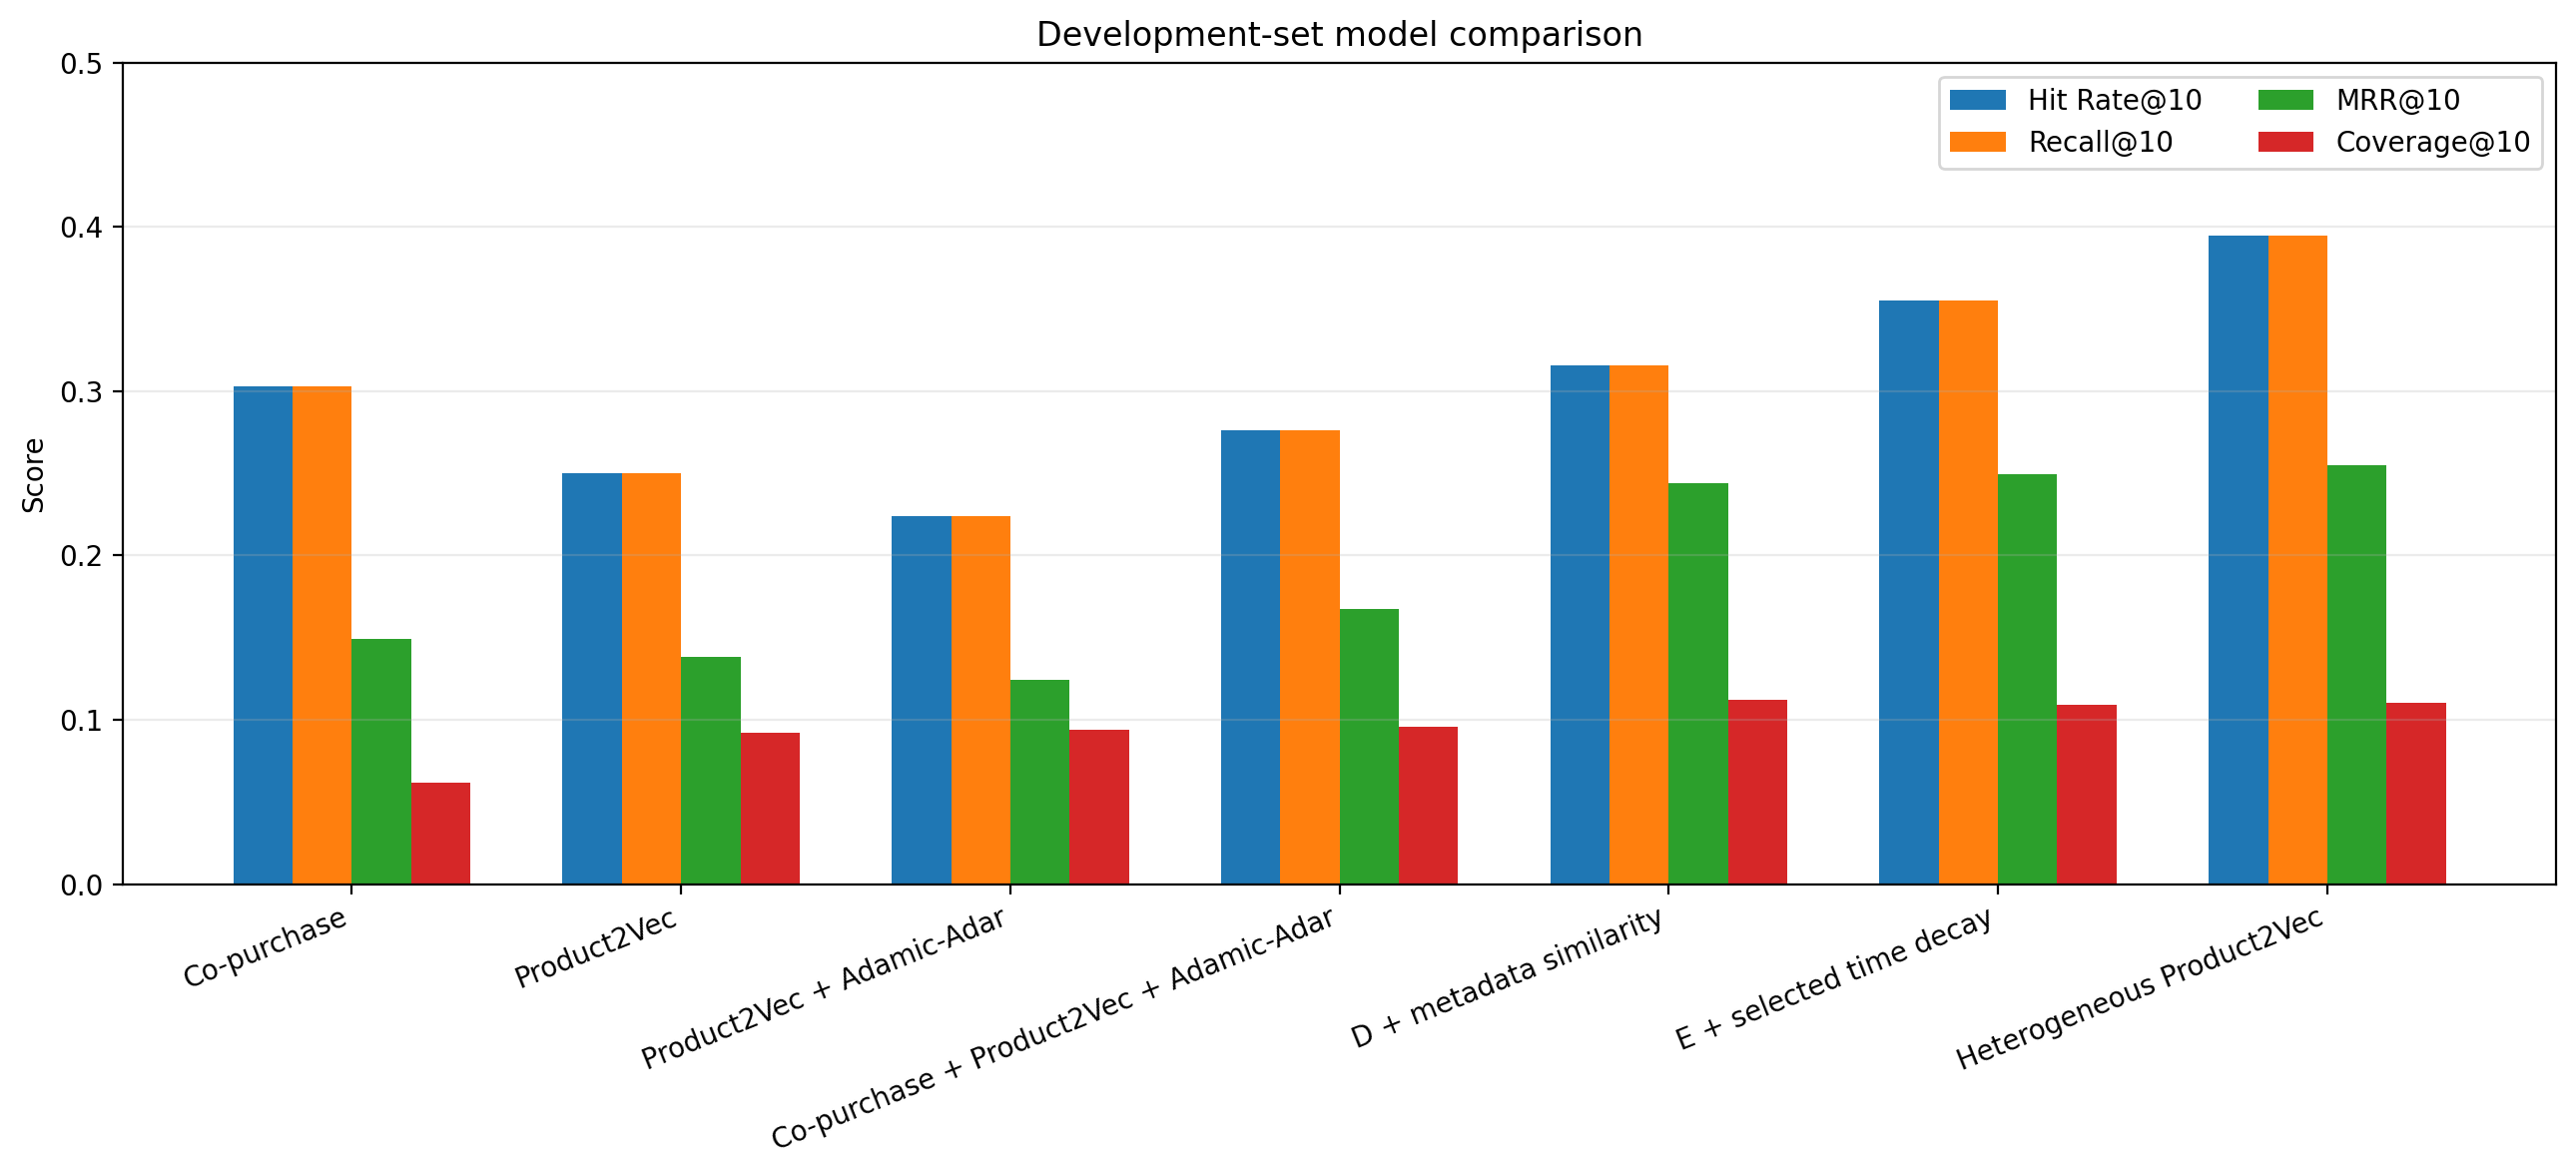 Development-set model comparison
Hit Rate@10
Recall@10
MRR@10
Coverage@10
Score
0.5
0.4
0.3
0.2
0.1
0.0
Co-purchase
Product2Vec
Product2Vec + Adamic-Adar
Co-purchase + Product2Vec + Adamic-Adar
D + metadata similarity
E + selected time decay
Heterogeneous Product2Vec